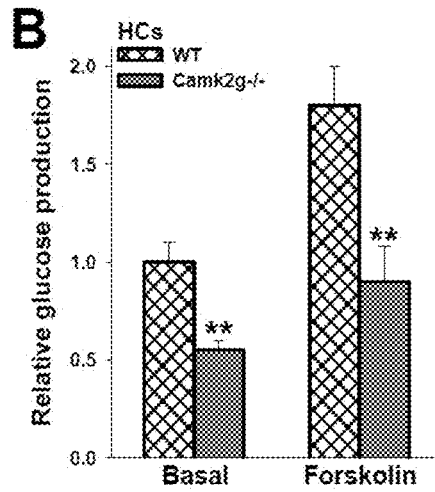 B
HCs
WT
Camk2g-/-
Relative glucose production
2.0
1.5
1.0
0.5
0.0
**
**
Basal
Forskolin